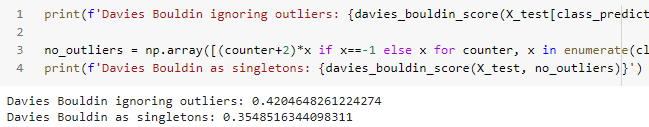 1 print(f'Davies Bouldin ignoring outliers: {davies_bouldin_score(X_test[class_predict
2
3 no_outliers = np.array([(counter+2)*x if x==-1 else x for counter, x in enumerate(cl
4 print(f'Davies Bouldin as singletons: {davies_bouldin_score(X_test, no_outliers)}')
Davies Bouldin ignoring outliers: 0.4204648261224274
Davies Bouldin as singletons: 0.3548516344098311